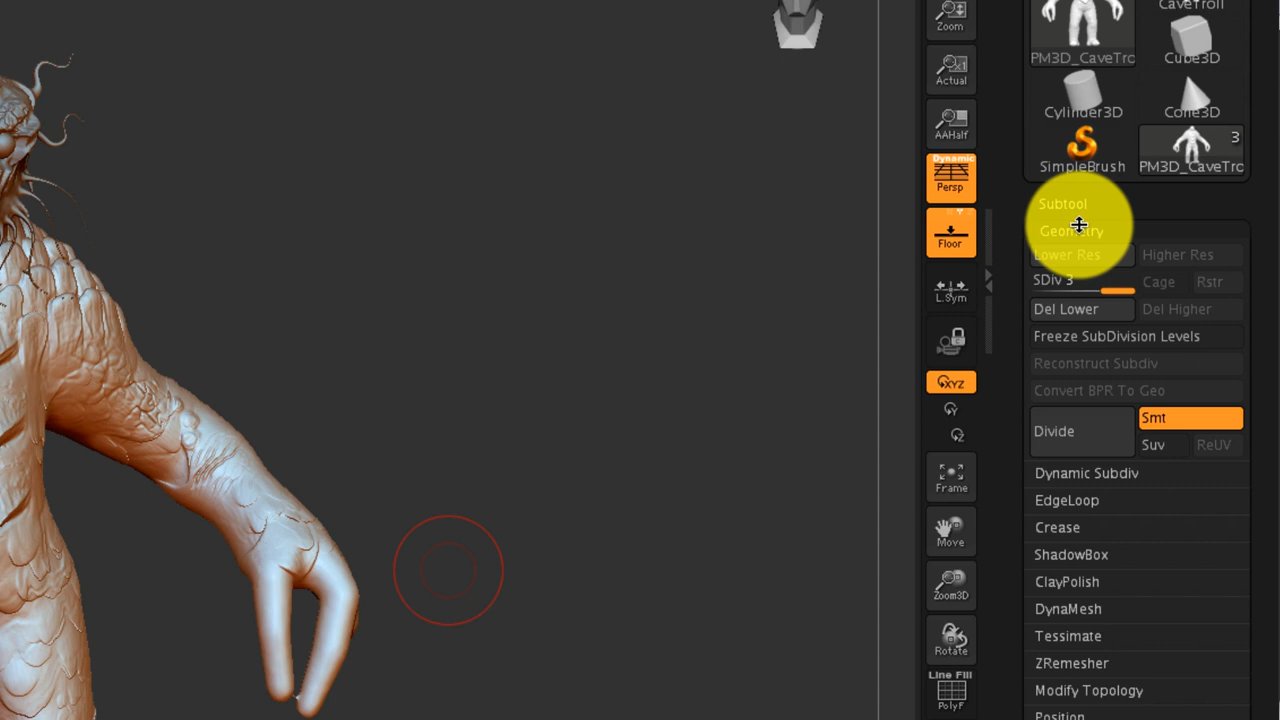 CaveTroll
PM3D_CaveTrc
Cube3D
Cylinder3D
Cone3D
SimpleBrush
3
PM3D_CaveTrc
Subtool
Geometry
Lower Res
Higher Res
SDiv 3
Cage
Rstr
Del Lower
Del Higher
Freeze SubDivision Levels
Reconstruct Subdiv
Convert BPR To Geo
Divide
Smt
Suv
ReUV
Dynamic Subdiv
EdgeLoop
Crease
ShadowBox
ClayPolish
DynaMesh
Tessimate
ZRemesher
Modify Topology
Position
Zoom
Actual
AAHalf
Dynamic
Persp
Floor
L.Sym
XYZ
Y
Z
Frame
Move
Zoom3D
Rotate
Line Fill
PolyF